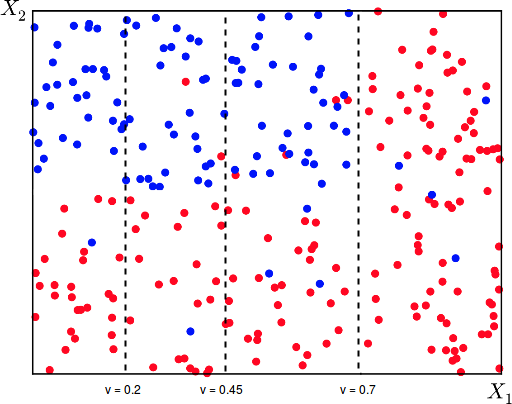 X₂
v = 0.2 v = 0.45 v = 0.7
X₁